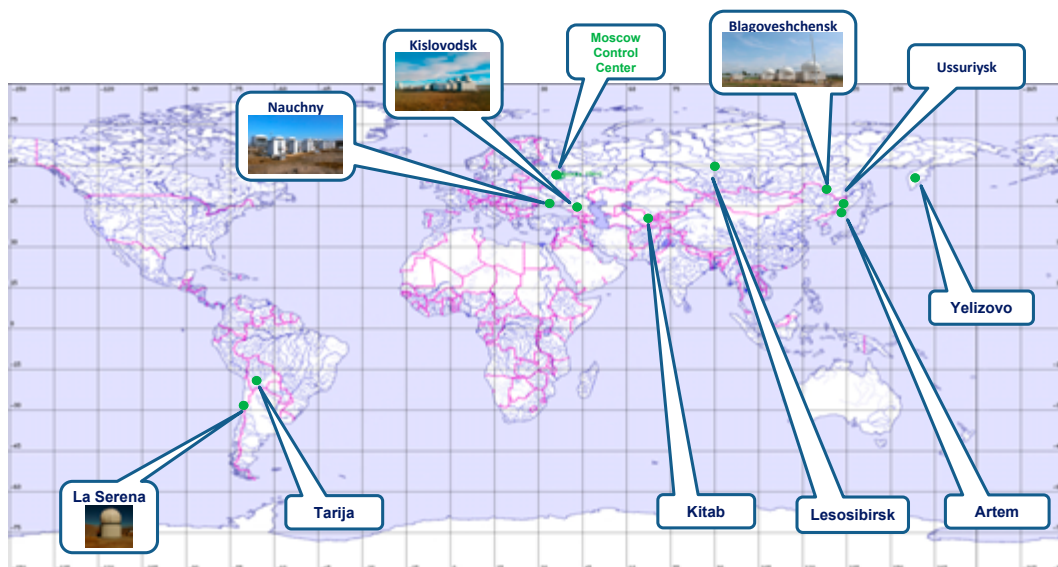 Kislovodsk
Moscow
Control
Center
Blagoveshchensk
Ussuriysk
Nauchny
Yelizovo
La Serena
Tarija
Kitab
Lesosibirsk
Artem